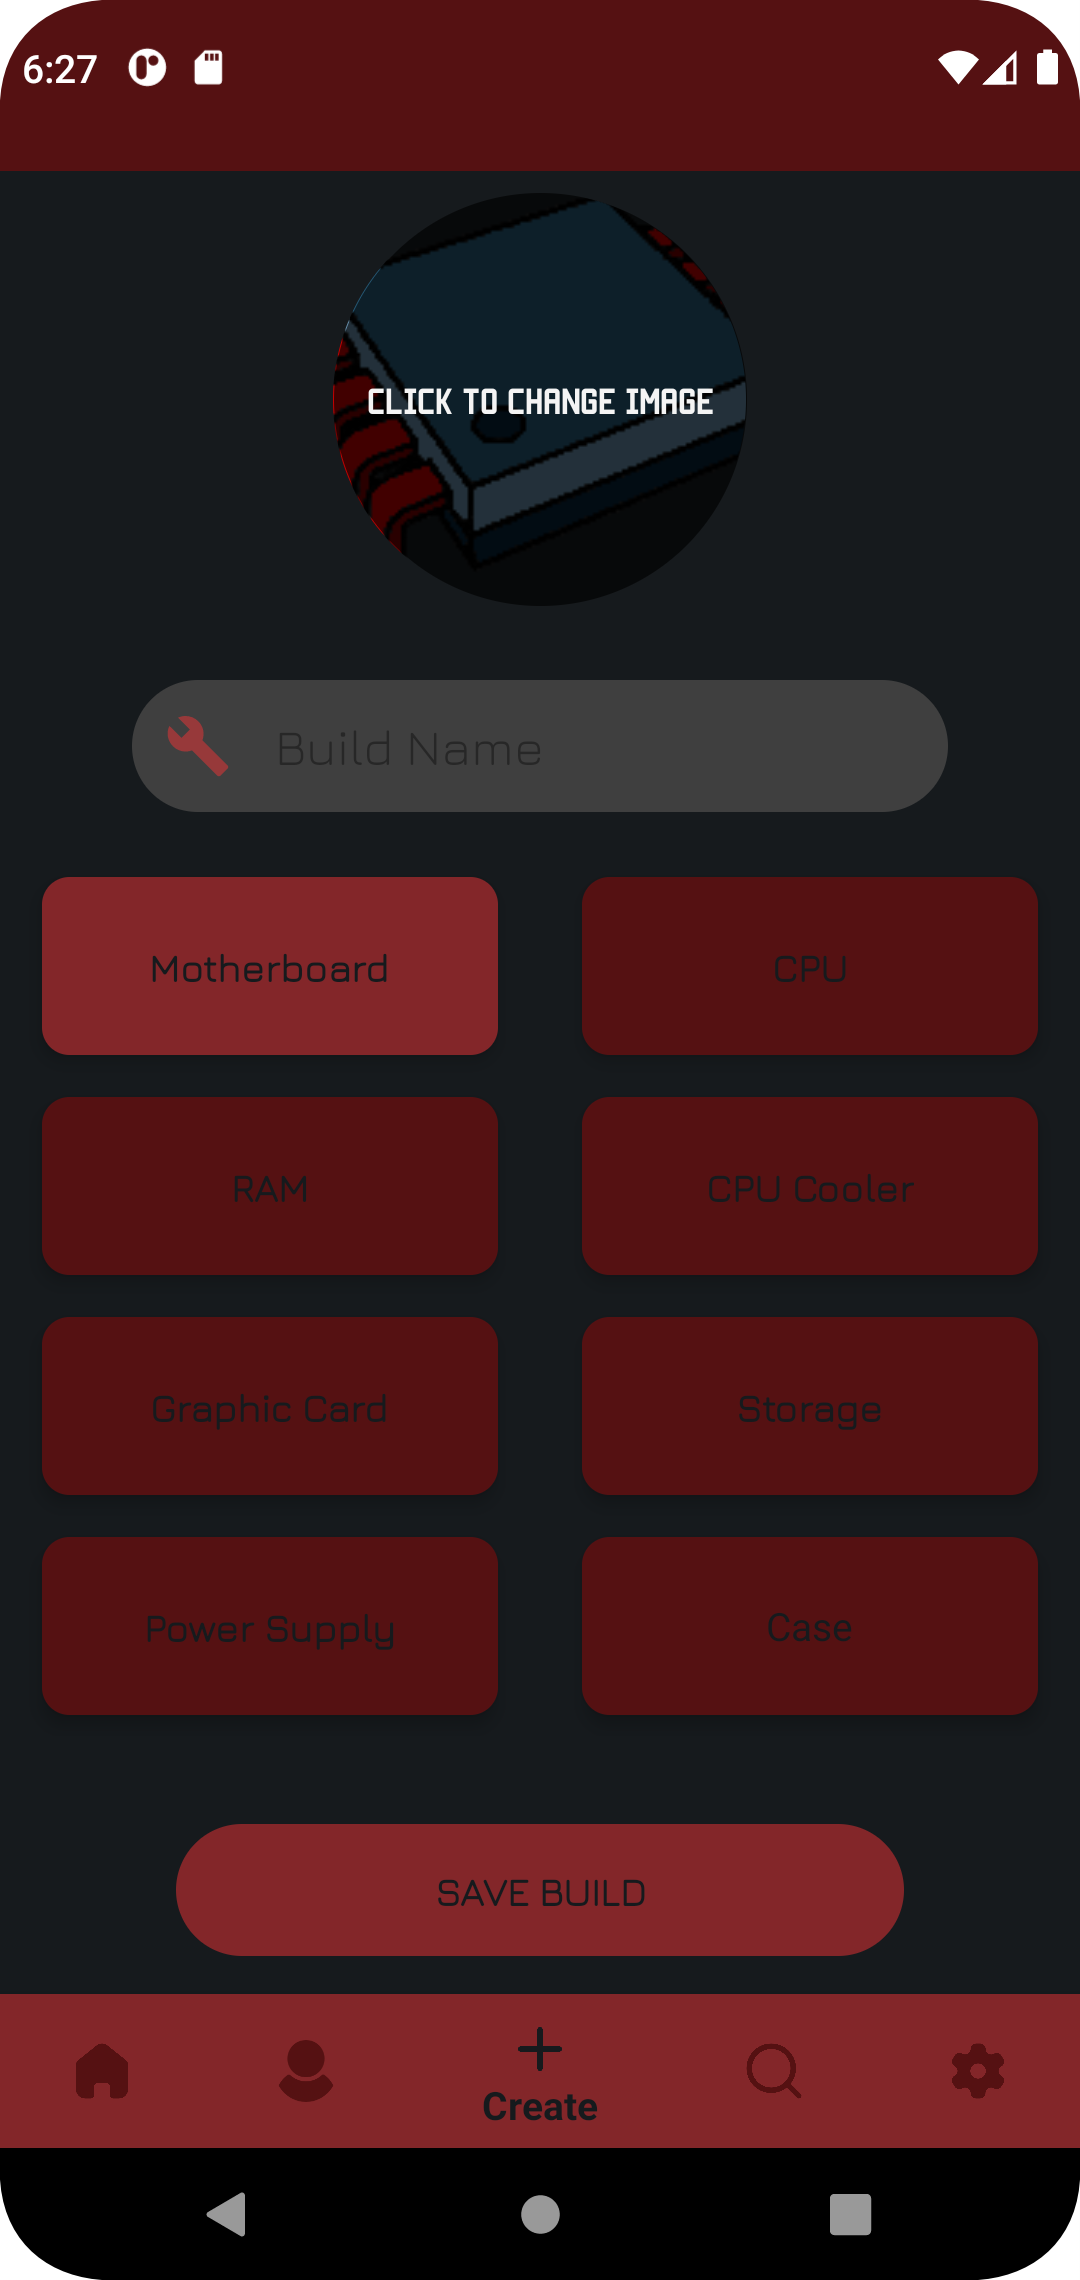 6:27
CLICK TO CHANGE IMAGE
Build Name
Motherboard
CPU
RAM
CPU Cooler
Graphic Card
Storage
Power Supply
Case
SAVE BUILD
Create